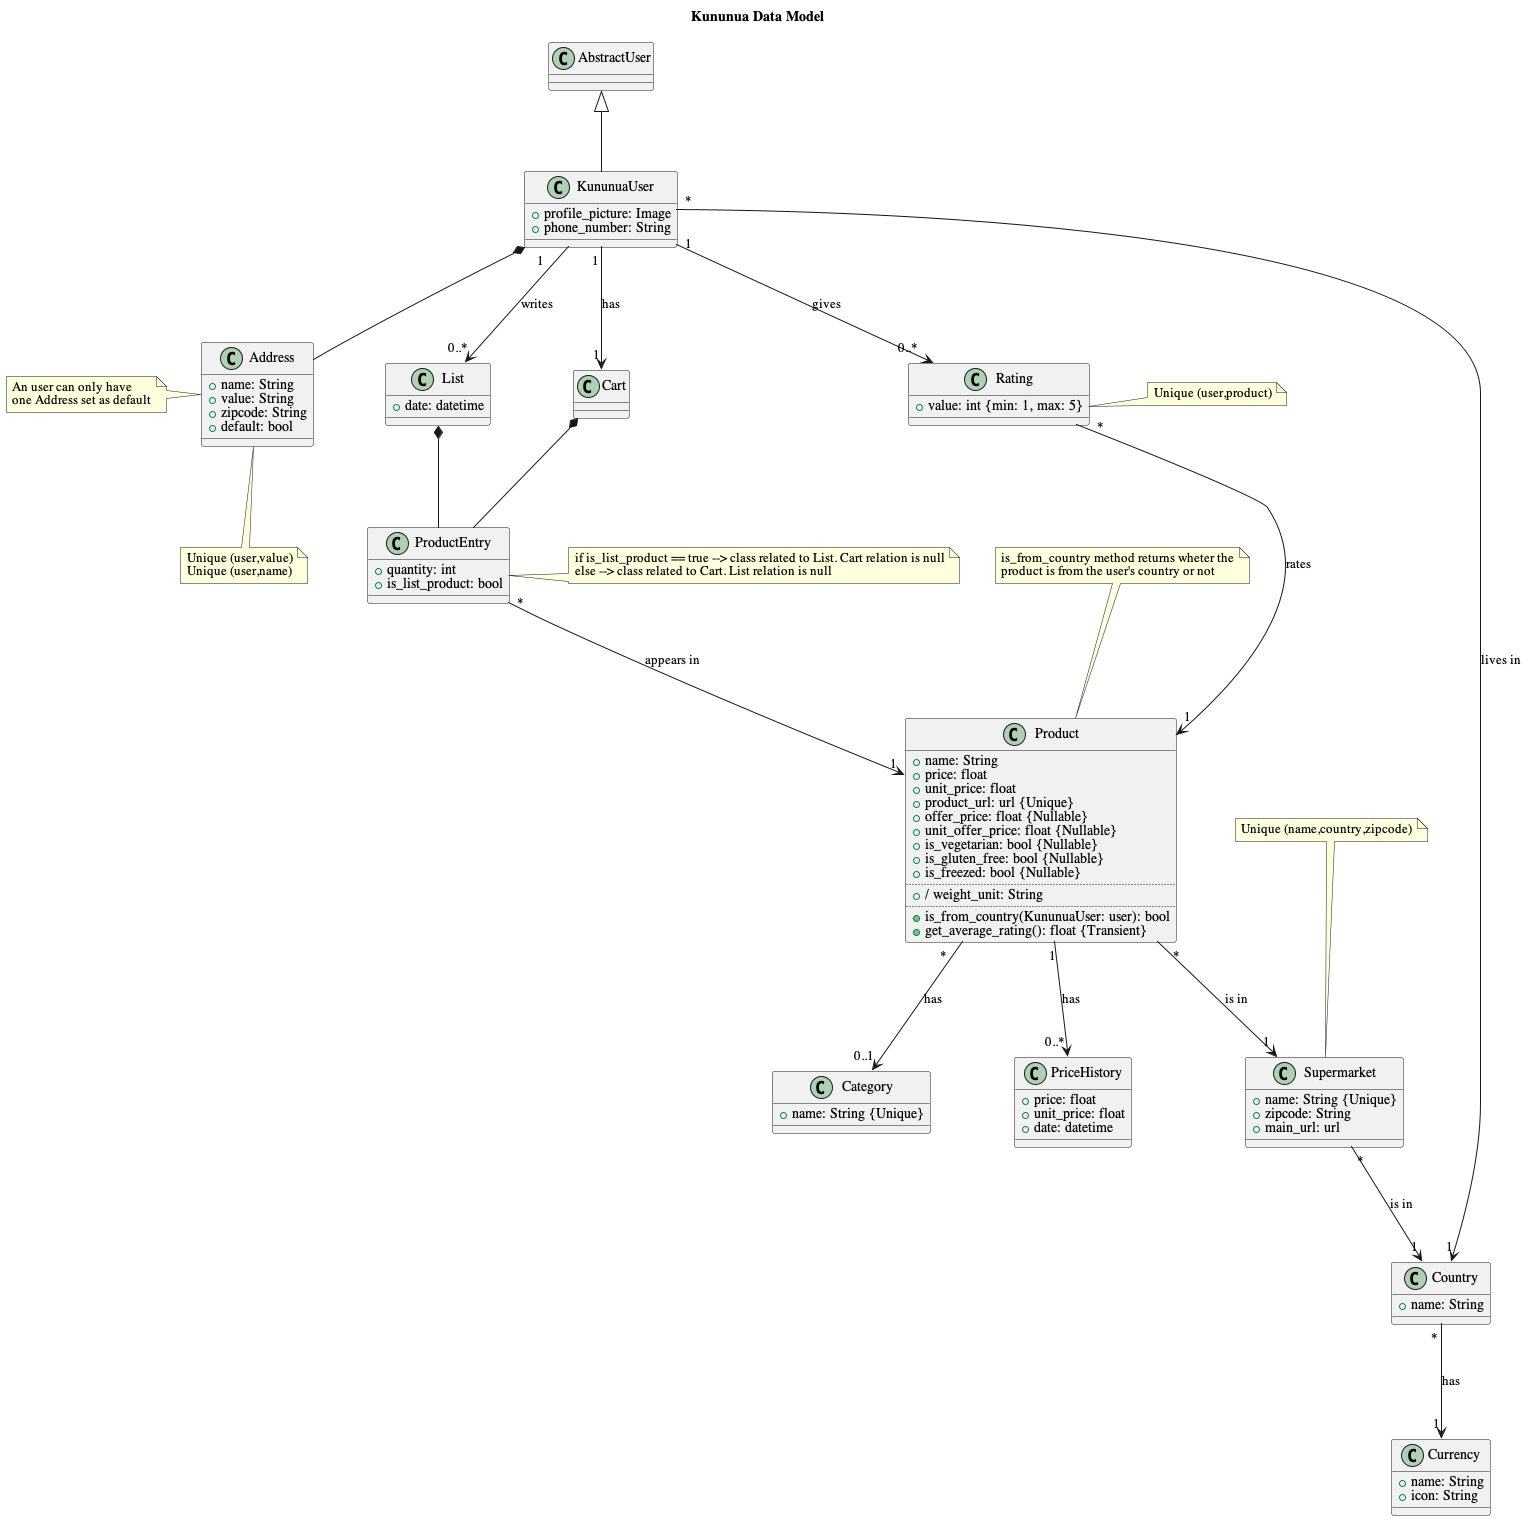 Kununua Data Model
C AbstractUser
C KununuaUser
profile_picture: Image
phone_number: String
*
1
1
1
writes
has
gives
0..*
1
0..*
lives in
C Address
name: String
value: String
zipcode: String
default: bool
An user can only have
one Address set as default
Unique (user,value)
Unique (user,name)
C List
date: datetime
C Cart
C Rating
value: int {min: 1, max: 5}
Unique (user,product)
*
rates
1
C ProductEntry
quantity: int
is_list_product: bool
if is_list_product == true --> class related to List. Cart relation is null
else --> class related to Cart. List relation is null
is_from_country method returns wheter the
product is from the user's country or not
*
appears in
1
C Product
name: String
price: float
unit_price: float
product_url: url {Unique}
offer_price: float {Nullable}
unit_offer_price: float {Nullable}
is_vegetarian: bool {Nullable}
is_gluten_free: bool {Nullable}
is_freezed: bool {Nullable}
/ weight_unit: String
is_from_country(KununuaUser: user): bool
get_average_rating(): float {Transient}
Unique (name,country,zipcode)
*
1
*
has
has
is in
0..1
0..*
1
C Category
name: String {Unique}
C PriceHistory
price: float
unit_price: float
date: datetime
C Supermarket
name: String {Unique}
zipcode: String
main_url: url
*
is in
1
1
C Country
name: String
*
has
1
C Currency
name: String
icon: String